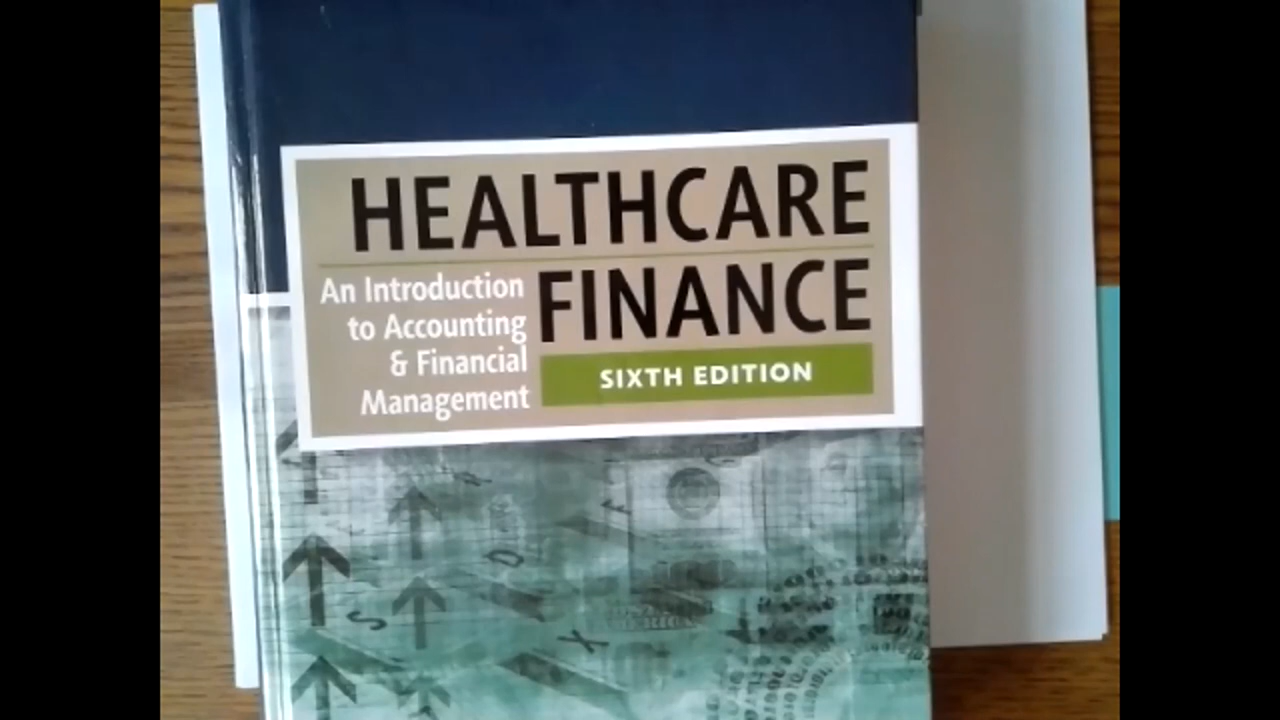 HEALTHCARE
FINANCE
An Introduction
to Accounting
& Financial
Management
SIXTH EDITION